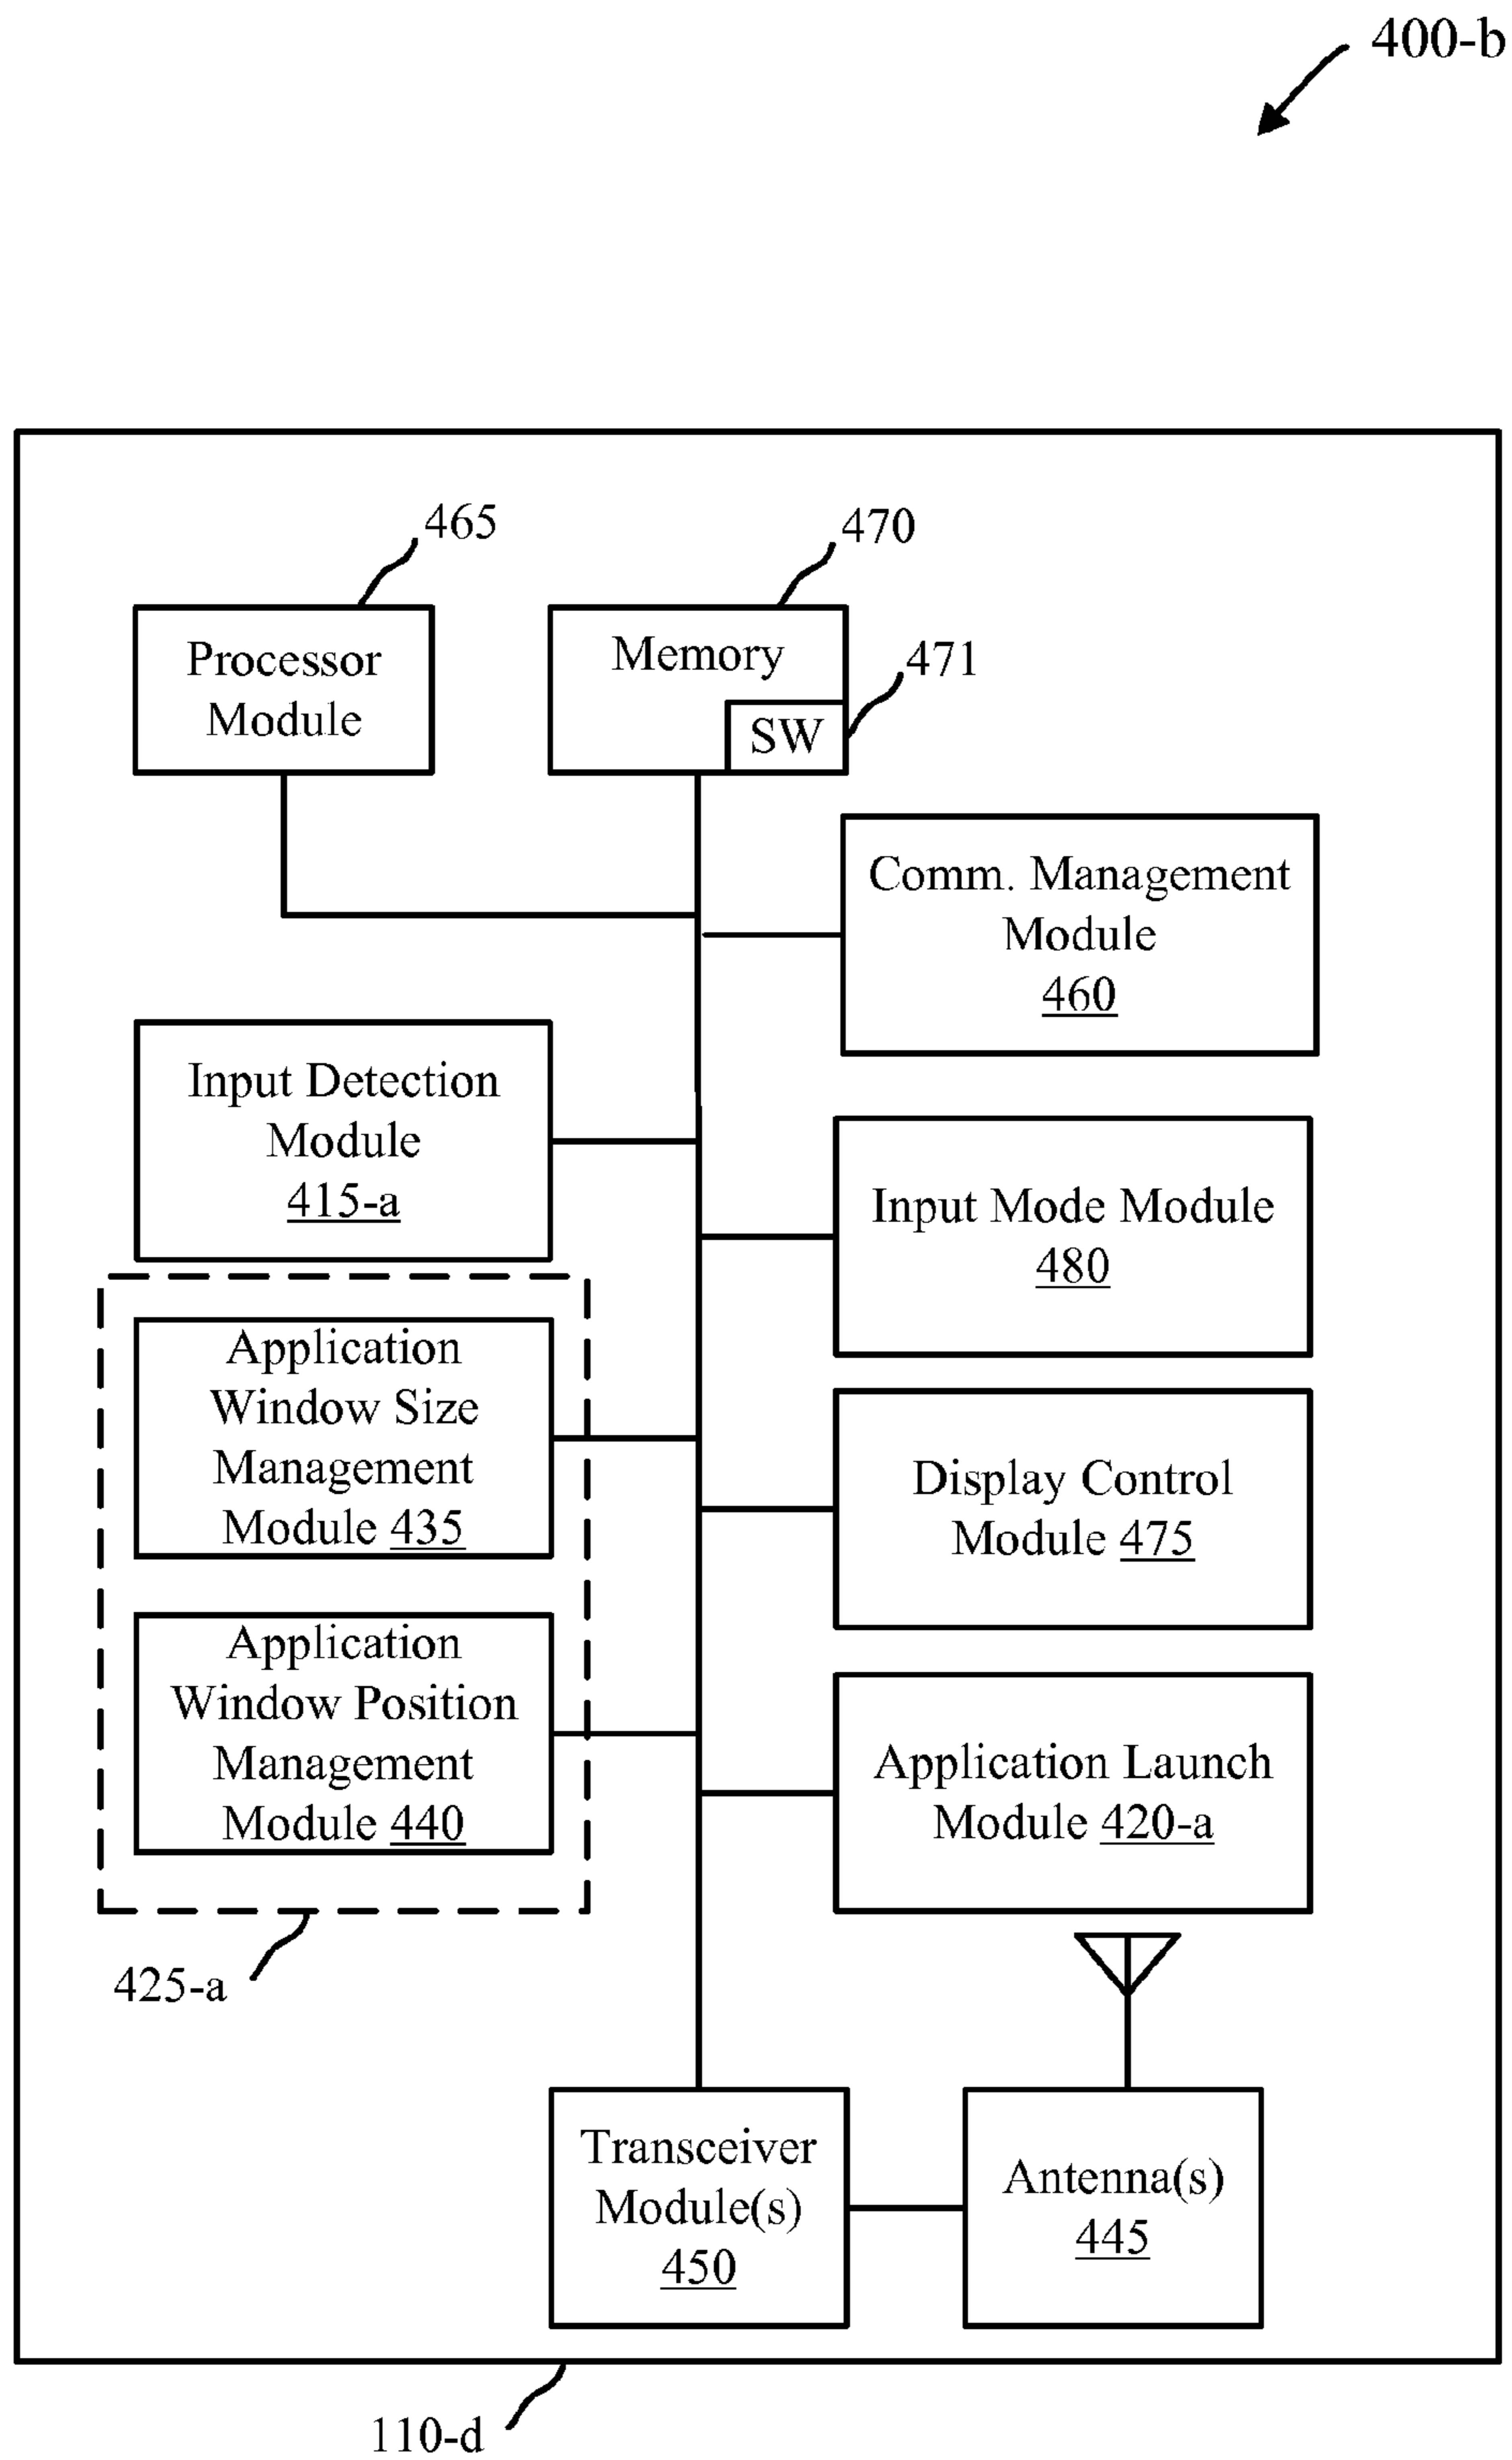 400-b
465
470
Processor
Module
Memory
471
SW
Comm. Management
Module
460
Input Detection
Module
415-a
Input Mode Module
480
Application
Window Size
Management
Module 435
Display Control
Module 475
Application
Window Position
Management
Module 440
Application Launch
Module 420-a
425-a
Transceiver
Module(s)
450
Antenna(s)
445
110-d